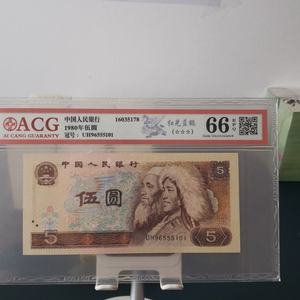 ACG
AI CANG GUARANTY
中国人民银行 16035178
1980年伍圆
冠号: UH96555101
红光蓝鹤
(☆☆☆)
66
中国人民银行
5
伍圆
5
UH96555101
5